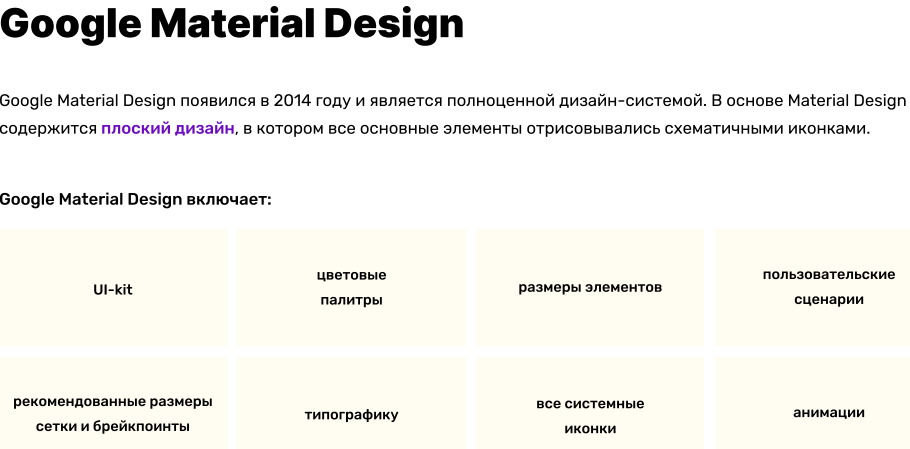 Google Material Design
Google Material Design появился в 2014 году и является полноценной дизайн-системой. В основе Material Design
содержится плоский дизайн, в котором все основные элементы отрисовывались схематичными иконками.
Google Material Design включает:
UI-kit
цветовые
палитры
размеры элементов
пользовательские
сценарии
рекомендованные размеры
сетки и брейкпоинты
типографику
все системные
иконки
анимации